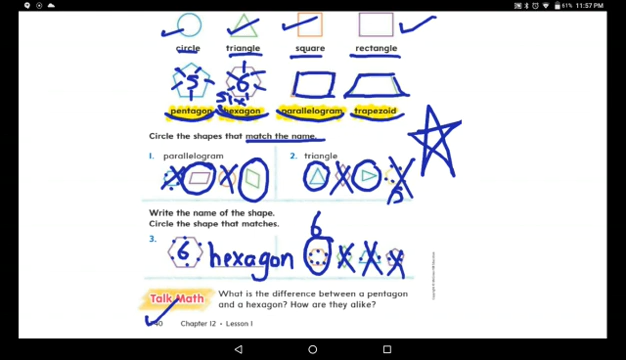 11:57 PM
61%
circle triangle square rectangle
5 6
six
pentagon hexagon parallelogram trapezoid
Circle the shapes that match the name.
1. parallelogram 2. triangle
5
Write the name of the shape.
Circle the shape that matches.
6
3. 6 hexagon
Talk Math What is the difference between a pentagon
and a hexagon? How are they alike?
40 Chapter 12 • Lesson 1